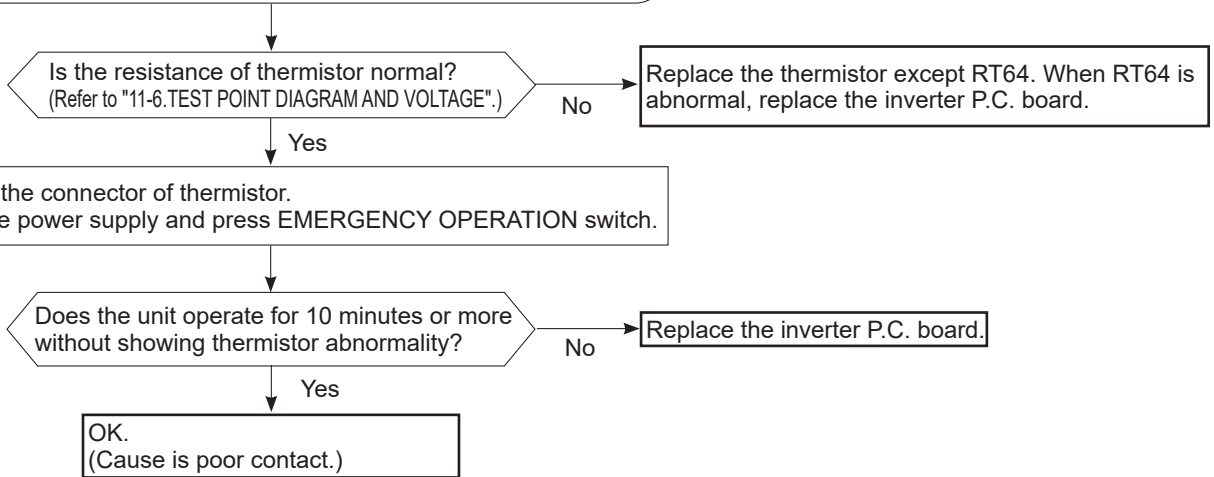 Is the resistance of thermistor normal?
(Refer to "11-6.TEST POINT DIAGRAM AND VOLTAGE".)
No
Replace the thermistor except RT64. When RT64 is
abnormal, replace the inverter P.C. board.
Yes
the connector of thermistor.
e power supply and press EMERGENCY OPERATION switch.
Does the unit operate for 10 minutes or more
without showing thermistor abnormality?
No
Replace the inverter P.C. board.
Yes
OK.
(Cause is poor contact.)